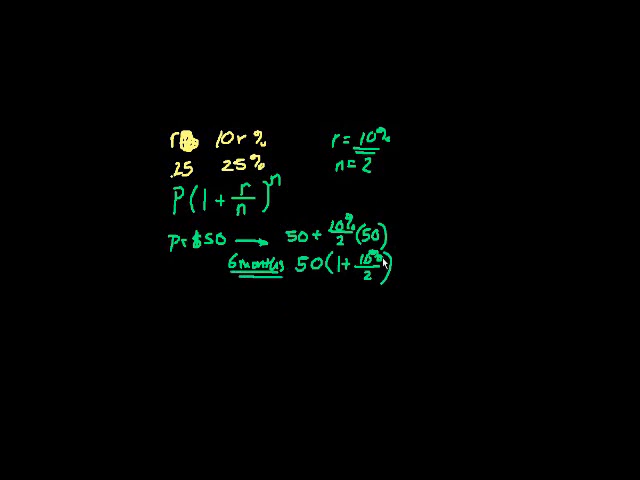 r 10r%
.25 25%
r = 10%
n = 2
P(1 + r/n)^n
P = $50 → 50 + 10%/2 (50)
6 months 50(1 + 10%/2)